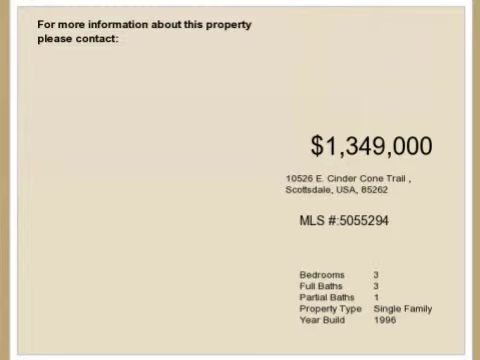 For more information about this property
please contact:
$1,349,000
10526 E. Cinder Cone Trail ,
Scottsdale, USA, 85262
MLS #:5055294
Bedrooms 3
Full Baths 3
Partial Baths 1
Property Type Single Family
Year Build 1996